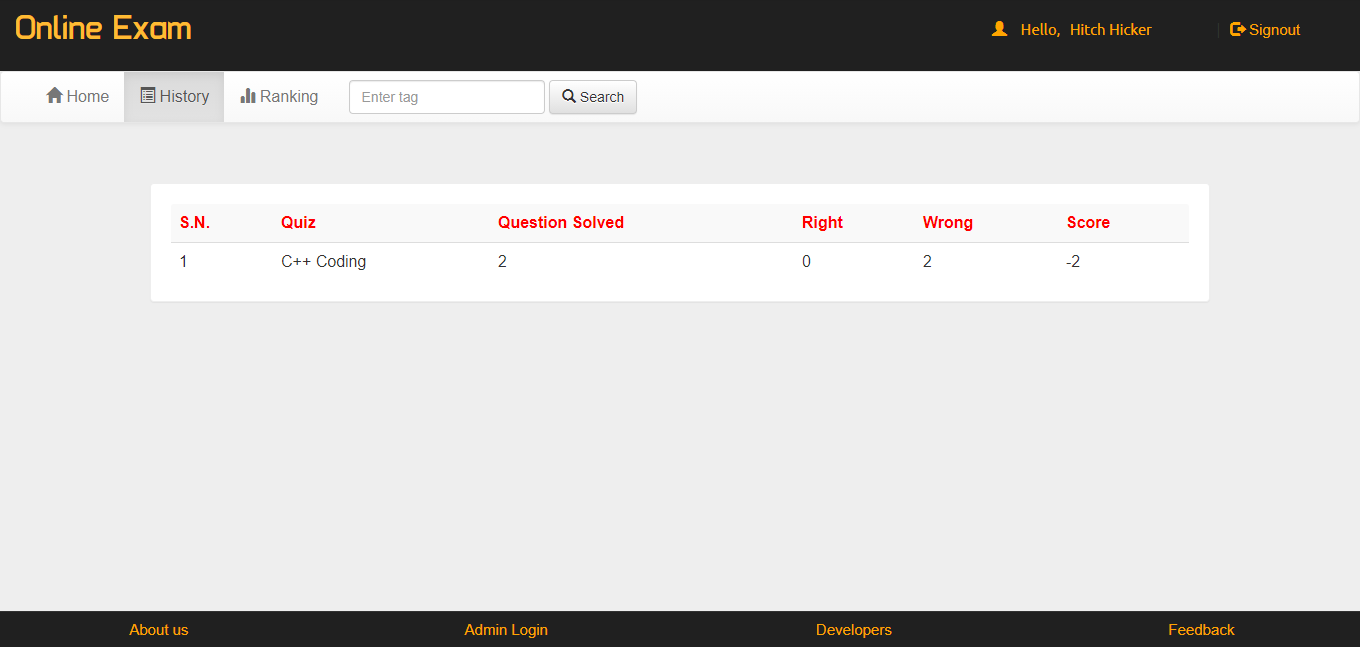 Online Exam
Hello, Hitch Hicker | Signout
Home History Ranking Enter tag Search
S.N. Quiz Question Solved Right Wrong Score
1 C++ Coding 2 0 2 -2
About us Admin Login Developers Feedback